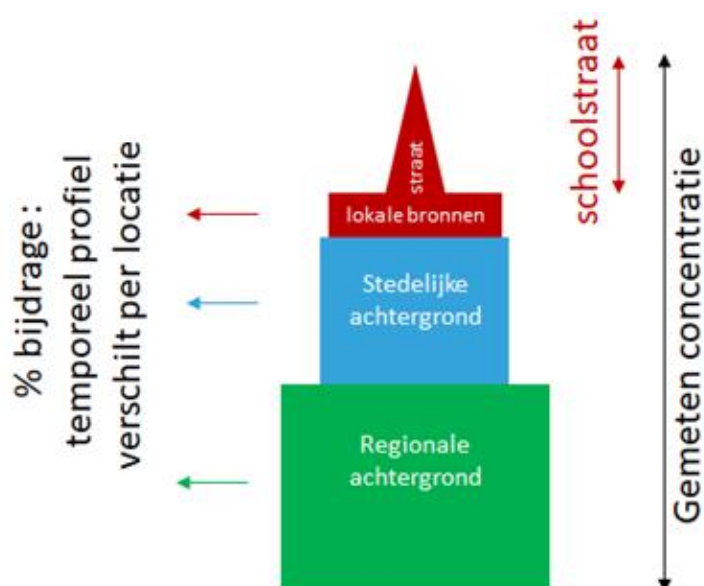 % bijdrage :
temporeel profiel
verschilt per locatie
straat
lokale bronnen
Stedelijke
achtergrond
Regionale
achtergrond
schoolstraat
Gemeten concentratie